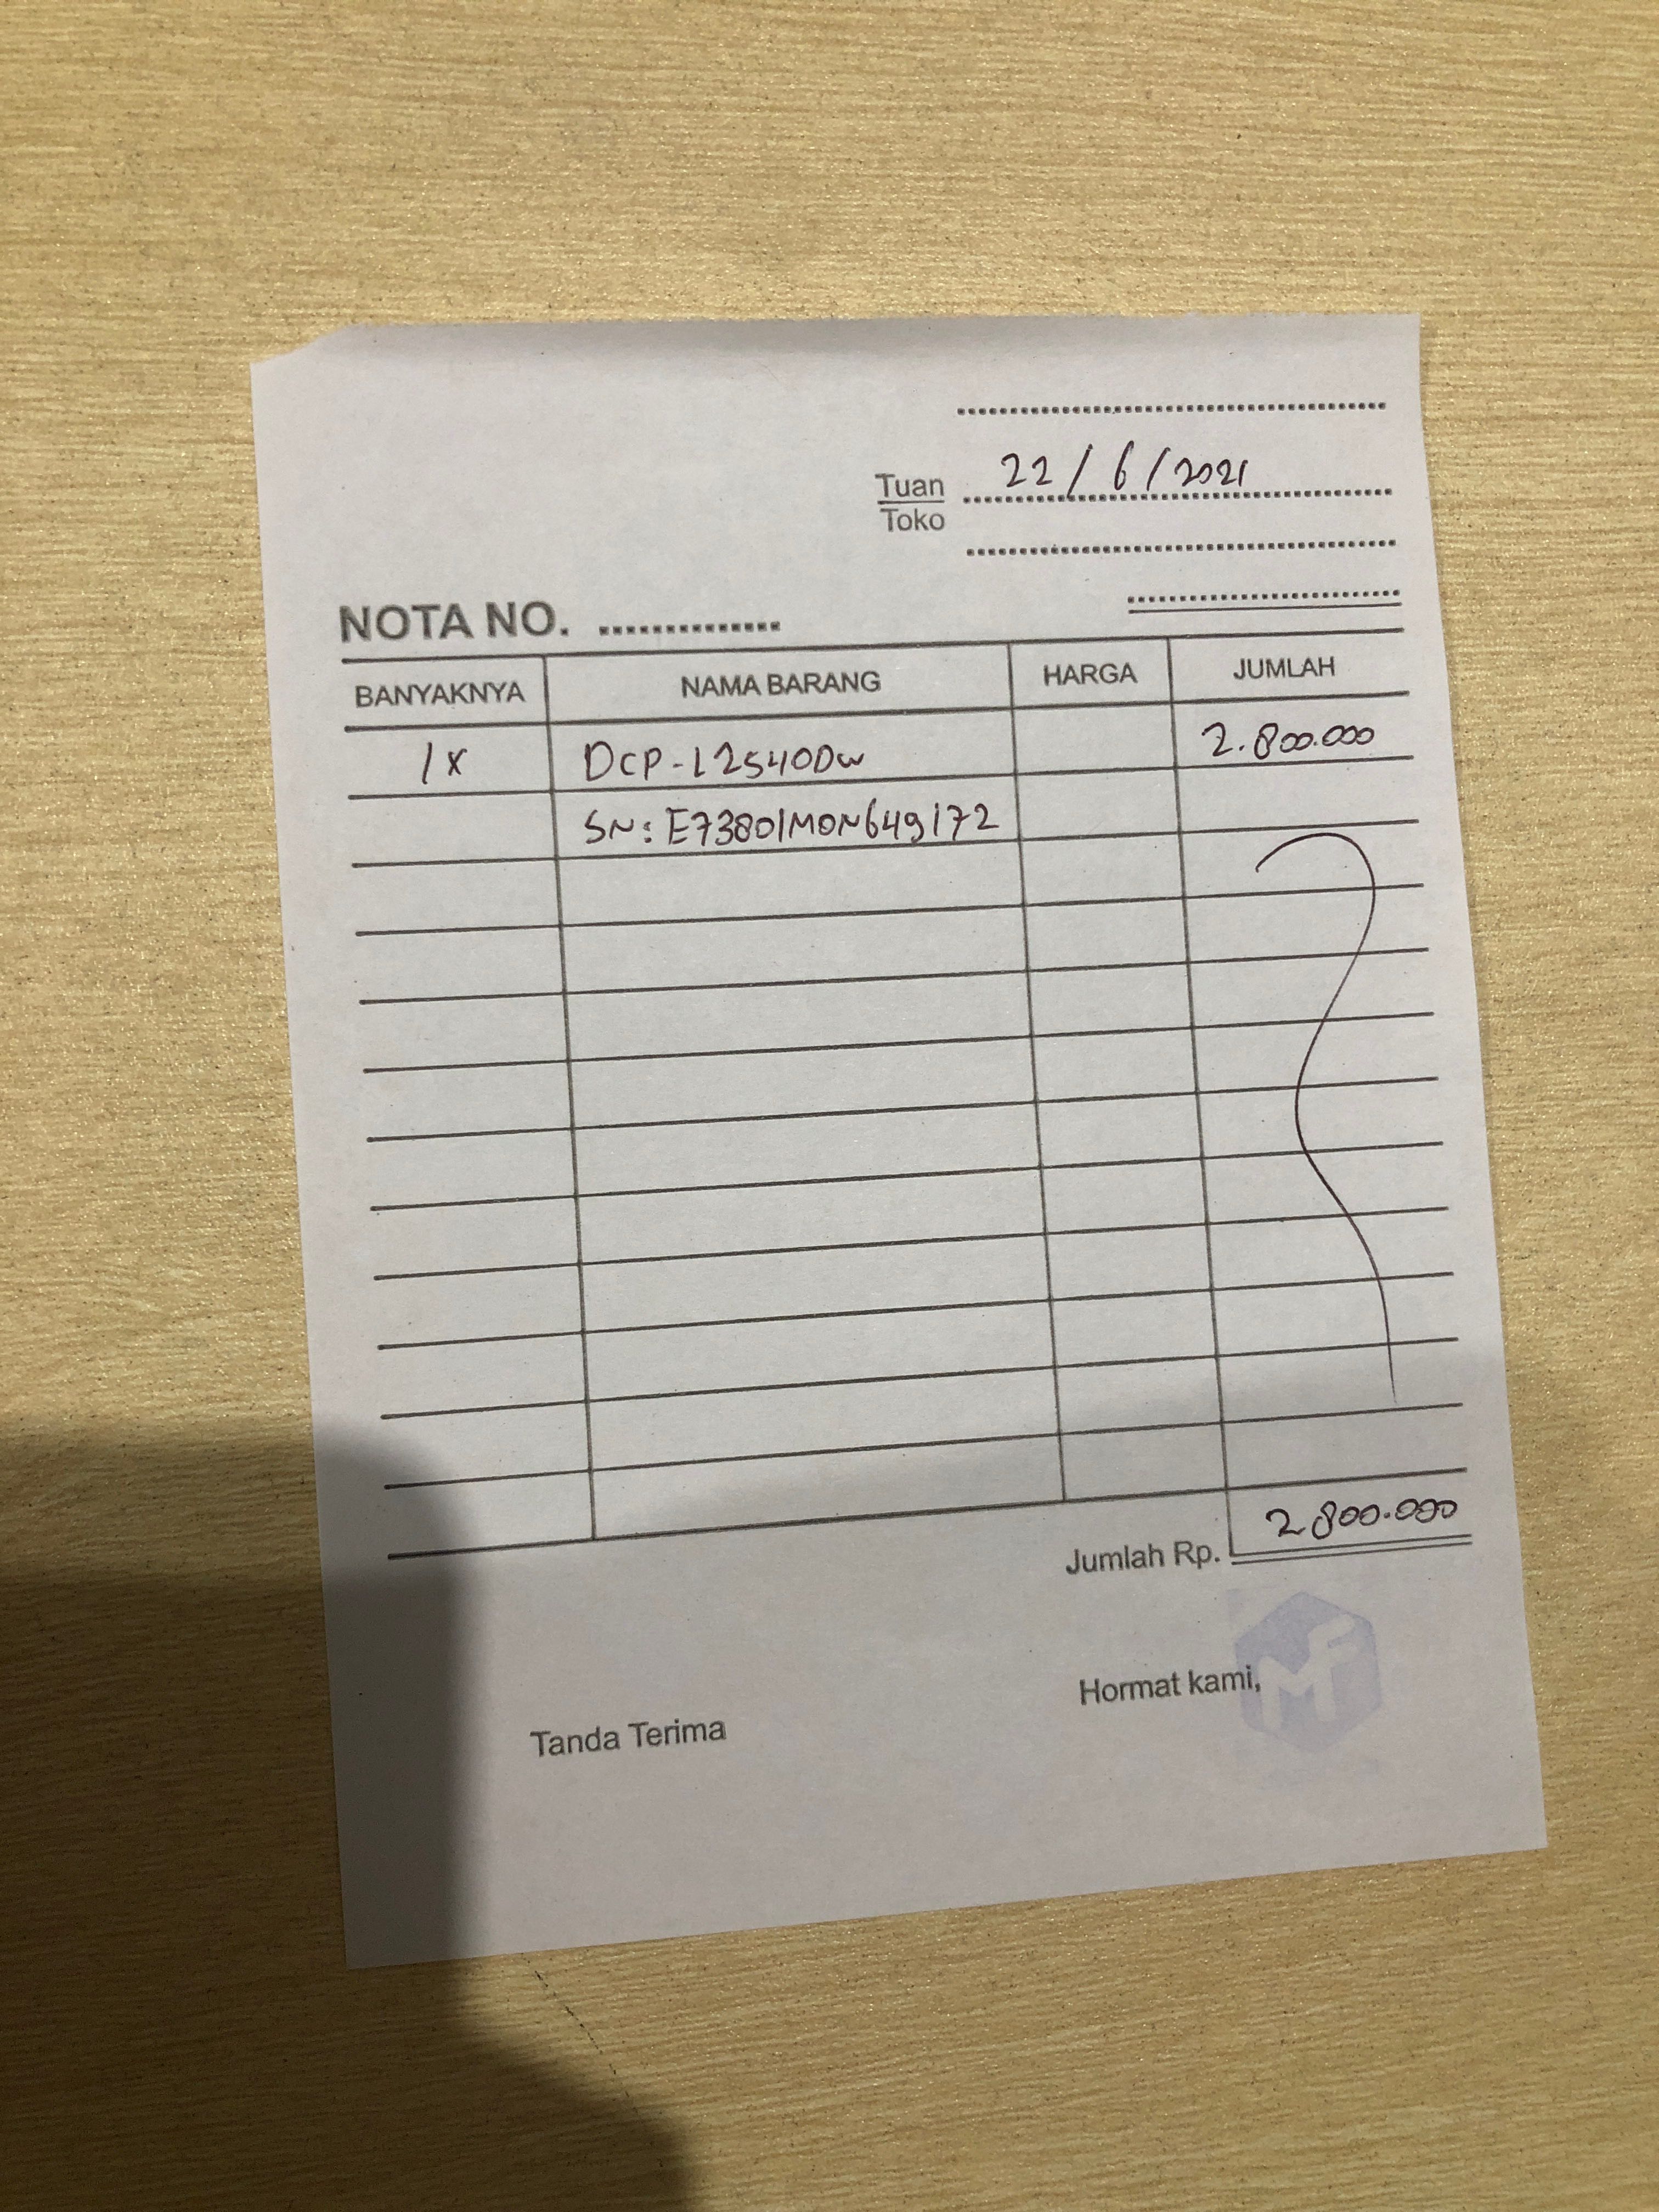 22/6/2021
Tuan
Toko
NOTA NO. ..............
BANYAKNYA NAMA BARANG HARGA JUMLAH
1x DCP-L2540DW 2.800.000
SN: E73801M0N649172
Jumlah Rp. 2.800.000
Tanda Terima Hormat kami,
MF